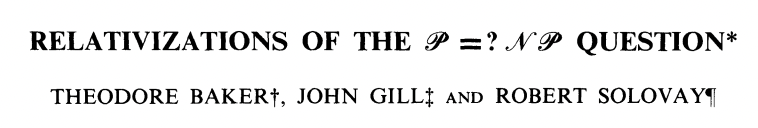 RELATIVIZATIONS OF THE 𝒫 =? 𝒩𝒫 QUESTION*
THEODORE BAKER†, JOHN GILL‡ AND ROBERT SOLOVAY¶